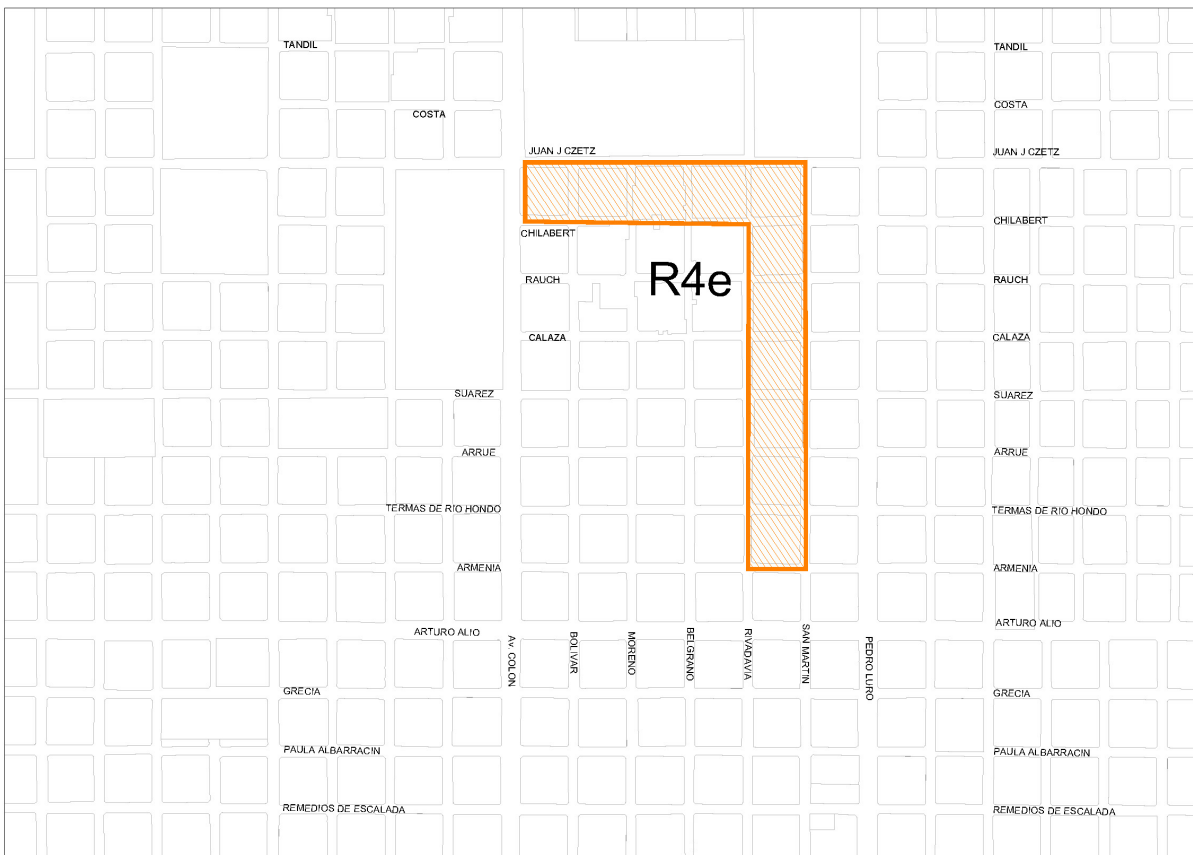 TANDIL
TANDIL
COSTA
COSTA
JUAN J CZETZ
JUAN J CZETZ
CHILABERT
CHILABERT
RAUCH
R4e
RAUCH
CALAZA
CALAZA
SUAREZ
SUAREZ
ARRUE
ARRUE
TERMAS DE RIO HONDO
TERMAS DE RIO HONDO
ARMENIA
ARMENIA
ARTURO ALIO
ARTURO ALIO
Av. COLON
BOLIVAR
MORENO
BELGRANO
RIVADAVIA
SAN MARTIN
PEDRO LURO
GRECIA
GRECIA
PAULA ALBARRACIN
PAULA ALBARRACIN
REMEDIOS DE ESCALADA
REMEDIOS DE ESCALADA